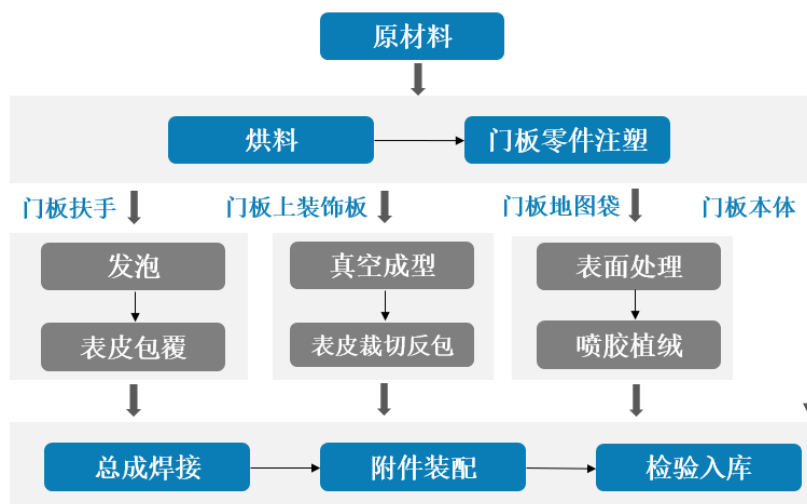 原材料
烘料
门板零件注塑
门板扶手
门板上装饰板
门板地图袋
门板本体
发泡
真空成型
表面处理
表皮包覆
表皮裁切反包
喷胶植绒
总成焊接
附件装配
检验入库